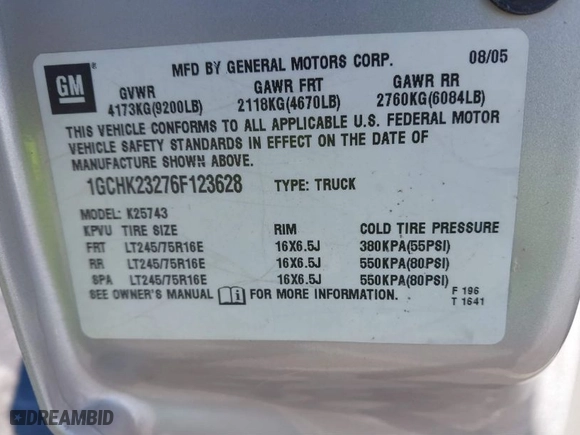 MFD BY GENERAL MOTORS CORP. 08/05
GM
GVWR GAWR FRT GAWR RR
4173KG(9200LB) 2118KG(4670LB) 2760KG(6084LB)
THIS VEHICLE CONFORMS TO ALL APPLICABLE U.S. FEDERAL MOTOR
VEHICLE SAFETY STANDARDS IN EFFECT ON THE DATE OF
MANUFACTURE SHOWN ABOVE.
1GCHK23276F123628 TYPE: TRUCK
MODEL: K25743
KPVU TIRE SIZE RIM COLD TIRE PRESSURE
FRT LT245/75R16E 16X6.5J 380KPA(55PSI)
RR LT245/75R16E 16X6.5J 550KPA(80PSI)
SPA LT245/75R16E 16X6.5J 550KPA(80PSI)
SEE OWNER'S MANUAL i FOR MORE INFORMATION.
F 196
T 1641
DREAMBID